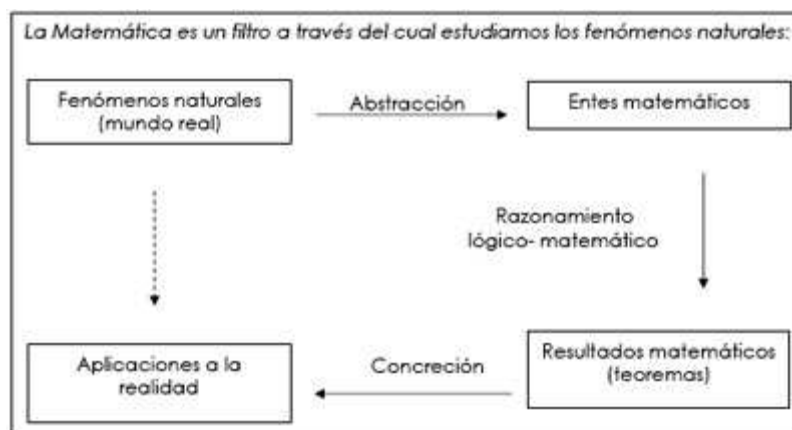 La Matemática es un filtro a través del cual estudiamos los fenómenos naturales:
Fenómenos naturales
(mundo real)
Abstracción
Entes matemáticos
Razonamiento
lógico- matemático
Aplicaciones a la
realidad
Concreción
Resultados matemáticos
(teoremas)